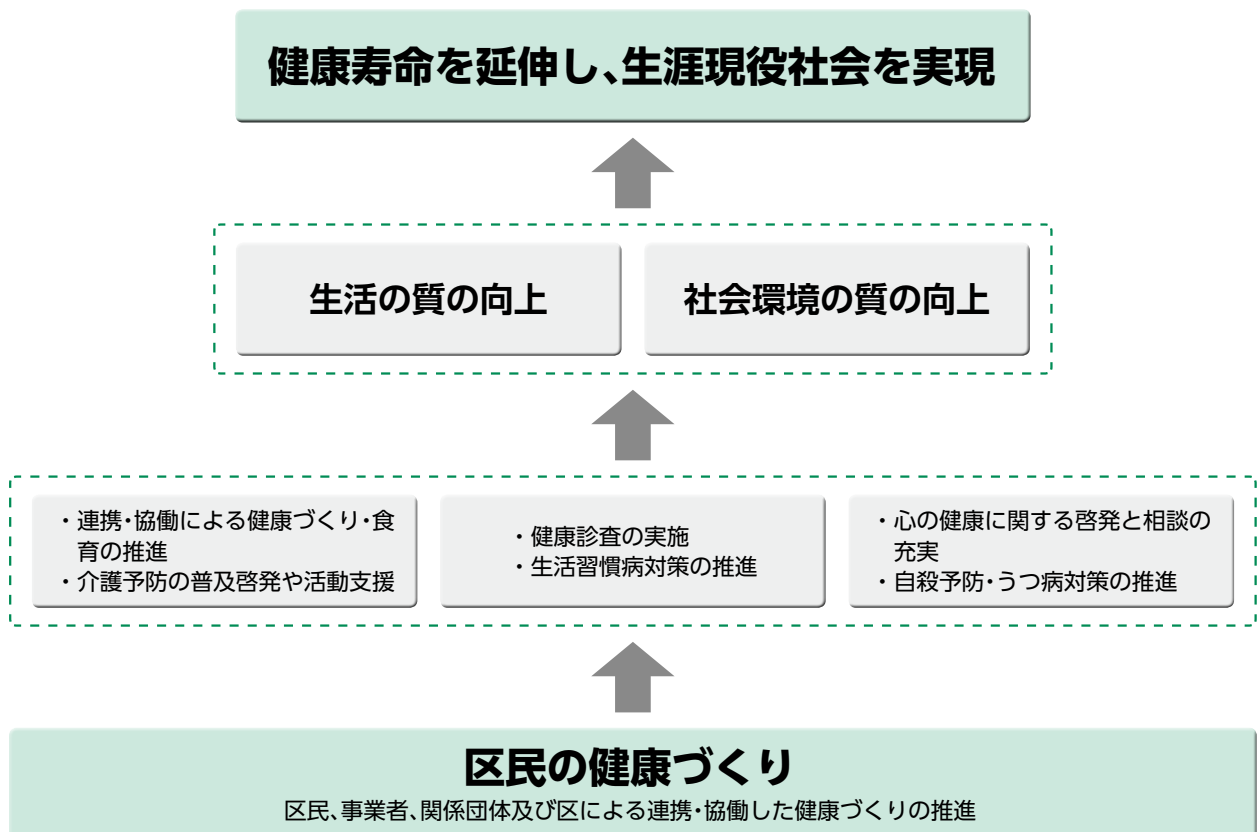 健康寿命を延伸し、生涯現役社会を実現
生活の質の向上
社会環境の質の向上
・連携・協働による健康づくり・食
育の推進
・介護予防の普及啓発や活動支援
・健康診査の実施
・生活習慣病対策の推進
・心の健康に関する啓発と相談の
充実
・自殺予防・うつ病対策の推進
区民の健康づくり
区民、事業者、関係団体及び区による連携・協働した健康づくりの推進